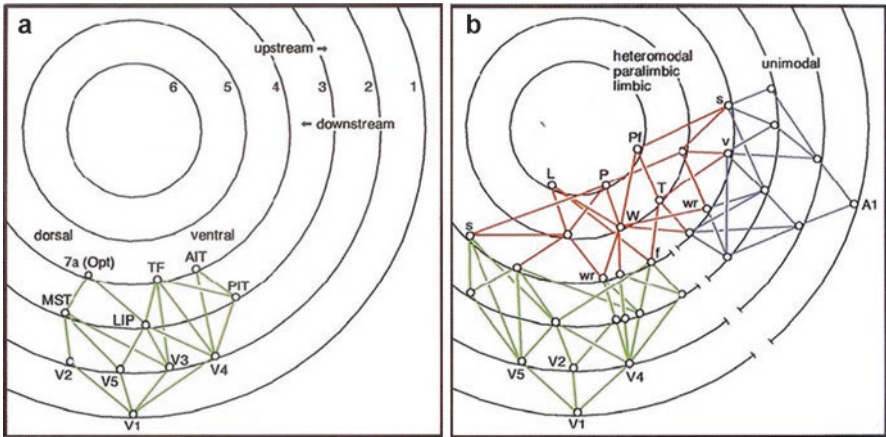 a
upstream →
6 5 4 3 2 1
← downstream
dorsal
ventral
7a (Opt)
TF
AIT
PIT
MST
LIP
V2
V5
V3
V4
V1
b
heteromodal
paralimbic
limbic
unimodal
s
Pf
v
L
P
T
wr
A1
W
s
wr
f
V5
V2
V4
V1